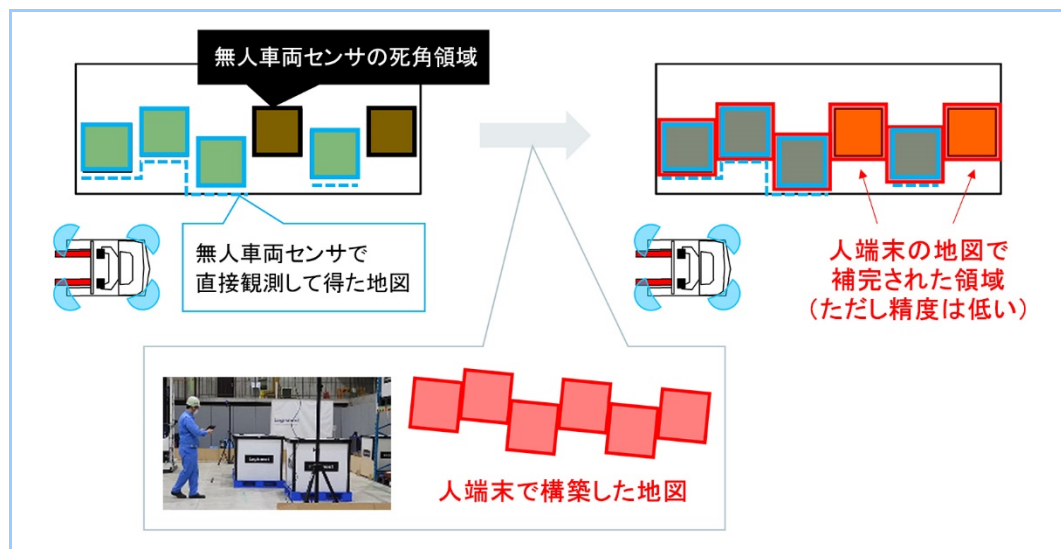 無人車両センサの死角領域
無人車両センサで
直接観測して得た地図
人端末の地図で
補完された領域
(ただし精度は低い)
人端末で構築した地図